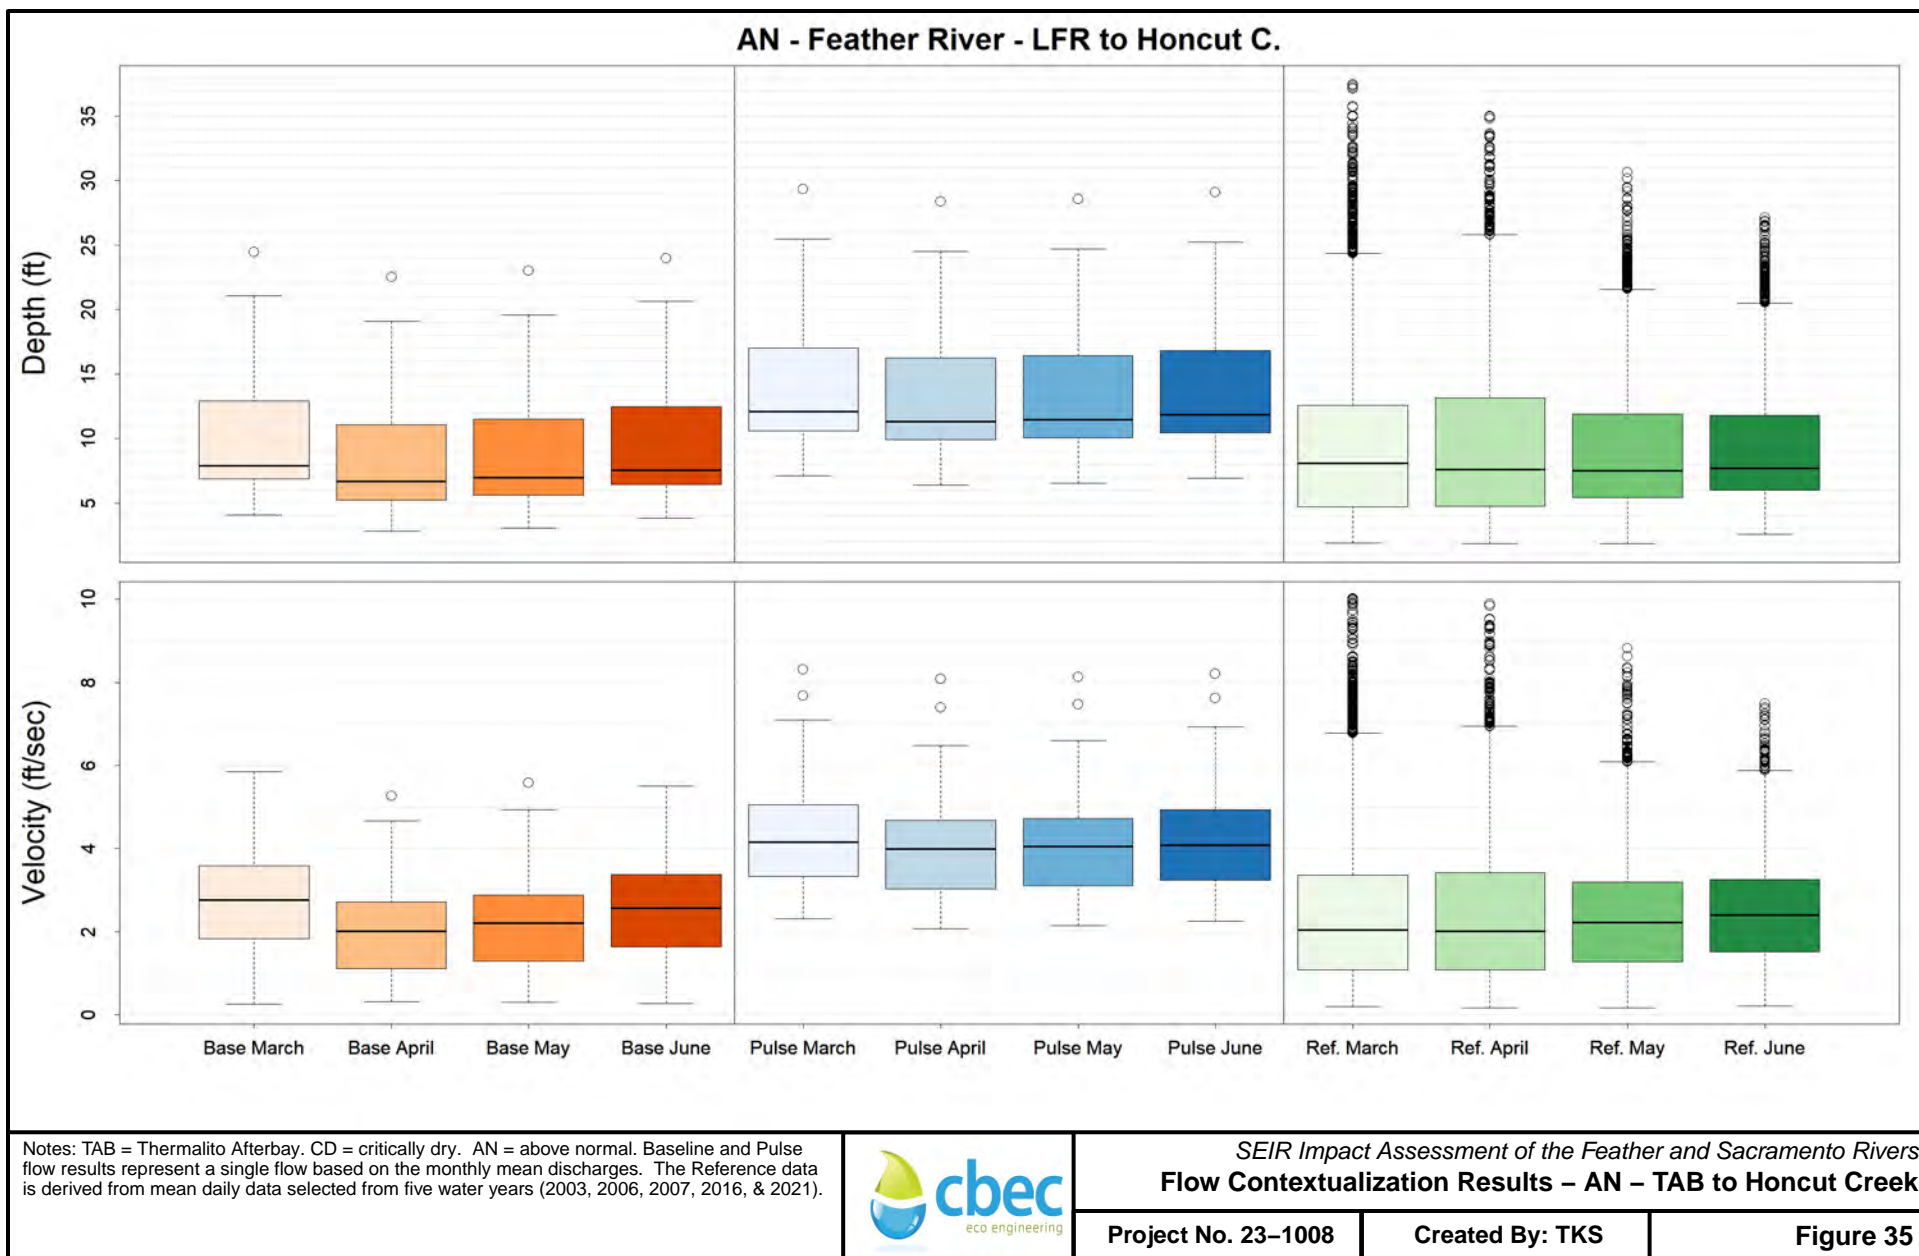 AN - Feather River - LFR to Honcut C.
Depth (ft)
35
30
25
20
15
10
5
Velocity (ft/sec)
10
8
6
4
2
0
Base March Base April Base May Base June Pulse March Pulse April Pulse May Pulse June Ref. March Ref. April Ref. May Ref. June
Notes: TAB = Thermalito Afterbay. CD = critically dry. AN = above normal. Baseline and Pulse
flow results represent a single flow based on the monthly mean discharges. The Reference data
is derived from mean daily data selected from five water years (2003, 2006, 2007, 2016, & 2021).
cbec
eco engineering
SEIR Impact Assessment of the Feather and Sacramento Rivers
Flow Contextualization Results – AN – TAB to Honcut Creek
Project No. 23–1008
Created By: TKS
Figure 35